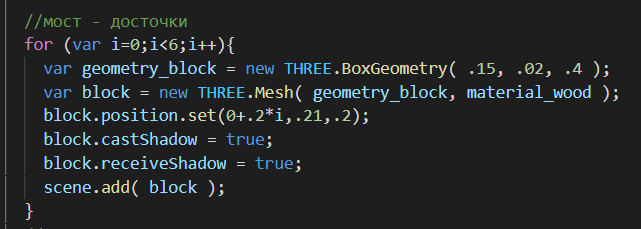 //мост - досточки
for (var i=0;i<6;i++){
var geometry_block = new THREE.BoxGeometry( .15, .02, .4 );
var block = new THREE.Mesh( geometry_block, material_wood );
block.position.set(0+.2*i,.21,.2);
block.castShadow = true;
block.receiveShadow = true;
scene.add( block );
}